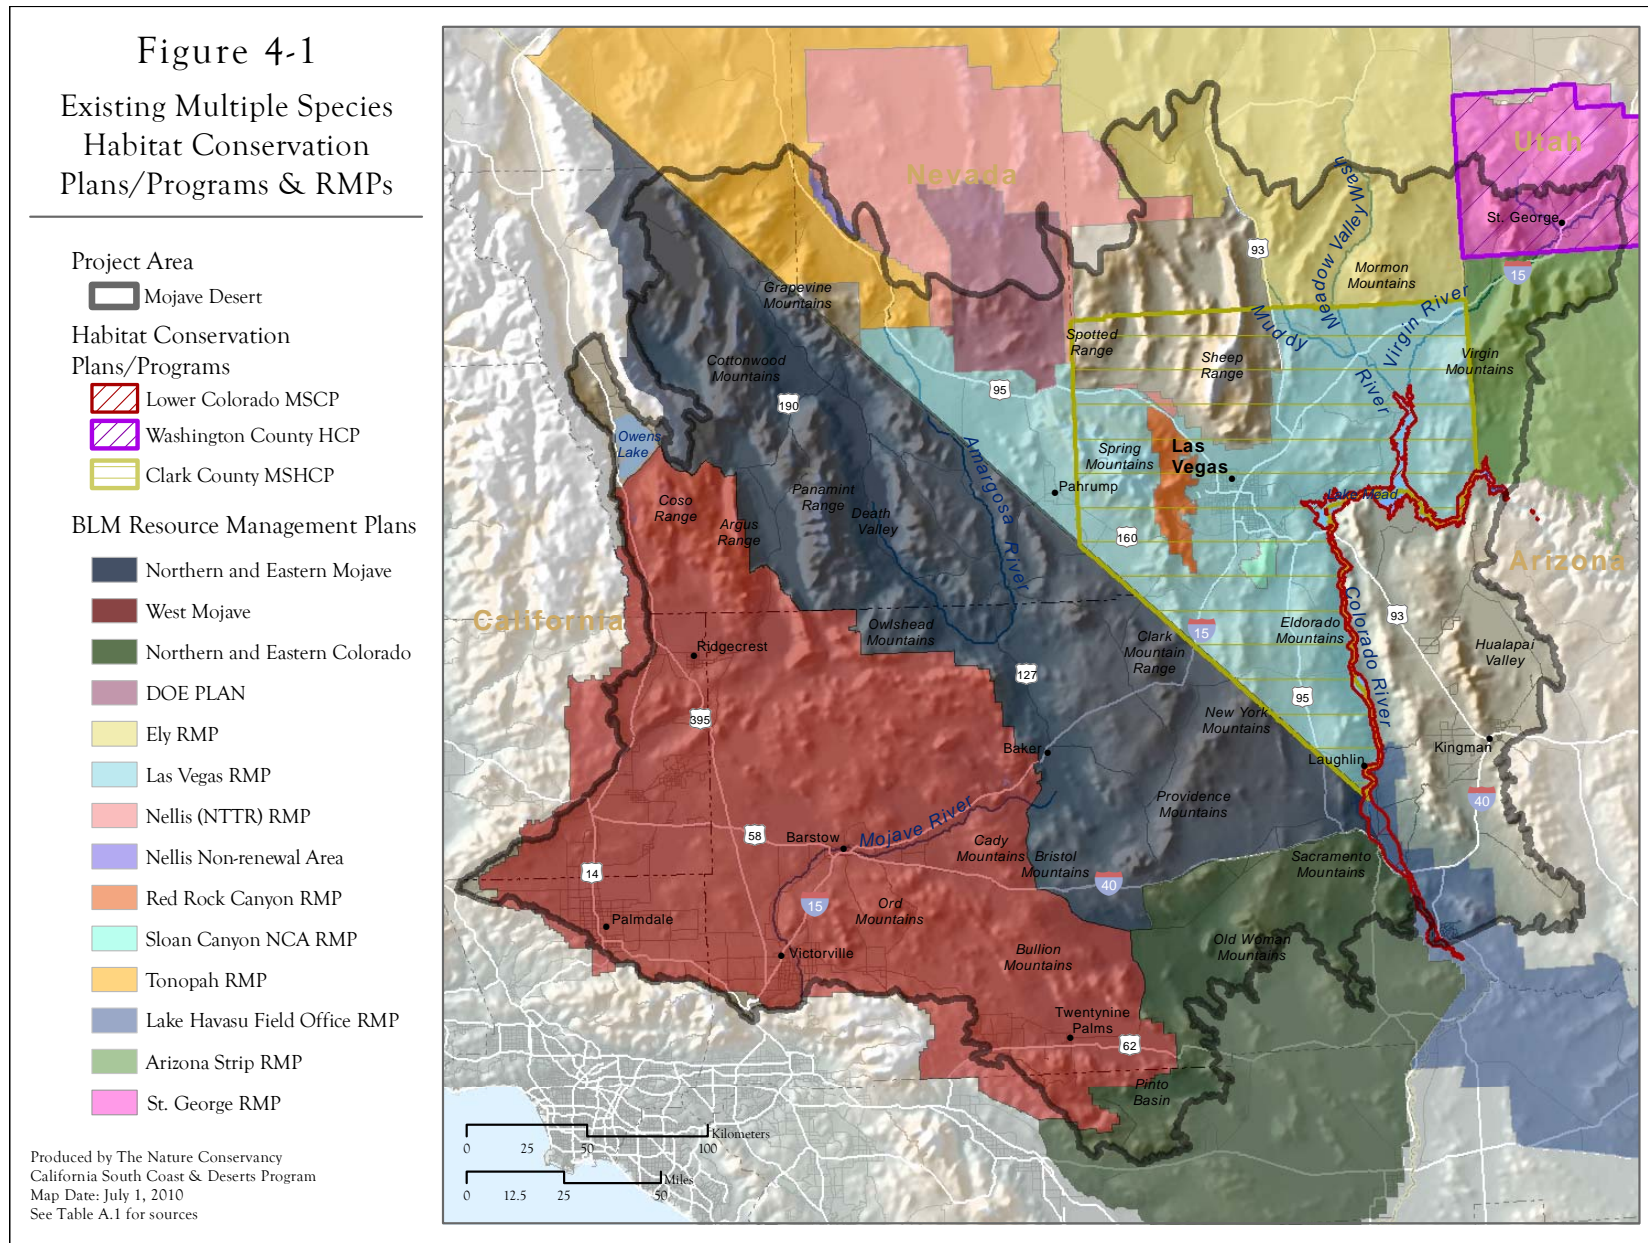 Figure 4-1
Existing Multiple Species
Habitat Conservation
Plans/Programs & RMPs
Project Area
Mojave Desert
Habitat Conservation
Plans/Programs
Lower Colorado MSCP
Washington County HCP
Clark County MSHCP
BLM Resource Management Plans
Northern and Eastern Mojave
West Mojave
Northern and Eastern Colorado
DOE PLAN
Ely RMP
Las Vegas RMP
Nellis (NTTR) RMP
Nellis Non-renewal Area
Red Rock Canyon RMP
Sloan Canyon NCA RMP
Tonopah RMP
Lake Havasu Field Office RMP
Arizona Strip RMP
St. George RMP
Produced by The Nature Conservancy
California South Coast & Deserts Program
Map Date: July 1, 2010
See Table A.1 for sources
Utah
Nevada
St. George
Meadow Valley Wash
93
15
Mormon
Mountains
Grapevine
Mountains
Virgin River
Muddy
River
Spotted
Range
Sheep
Range
Virgin
Mountains
Cottonwood
Mountains
95
190
Owens
Lake
Amargosa River
Spring
Mountains
Las
Vegas
Pahrump
Coso
Range
Panamint
Range
Argus
Range
Death
Valley
Lake Mead
160
Arizona
California
Colorado River
93
Owlshead
Mountains
Eldorado
Mountains
15
Clark
Mountain
Range
Hualapai
Valley
Ridgecrest
127
95
395
New York
Mountains
Baker
Kingman
Laughlin
Providence
Mountains
40
Mojave River
58
Barstow
Cady
Mountains
Bristol
Mountains
Sacramento
Mountains
14
40
15
Ord
Mountains
Palmdale
Victorville
Bullion
Mountains
Old Woman
Mountains
Twentynine
Palms
62
Pinto
Basin
Kilometers
0 25 50 100
Miles
0 12.5 25 50